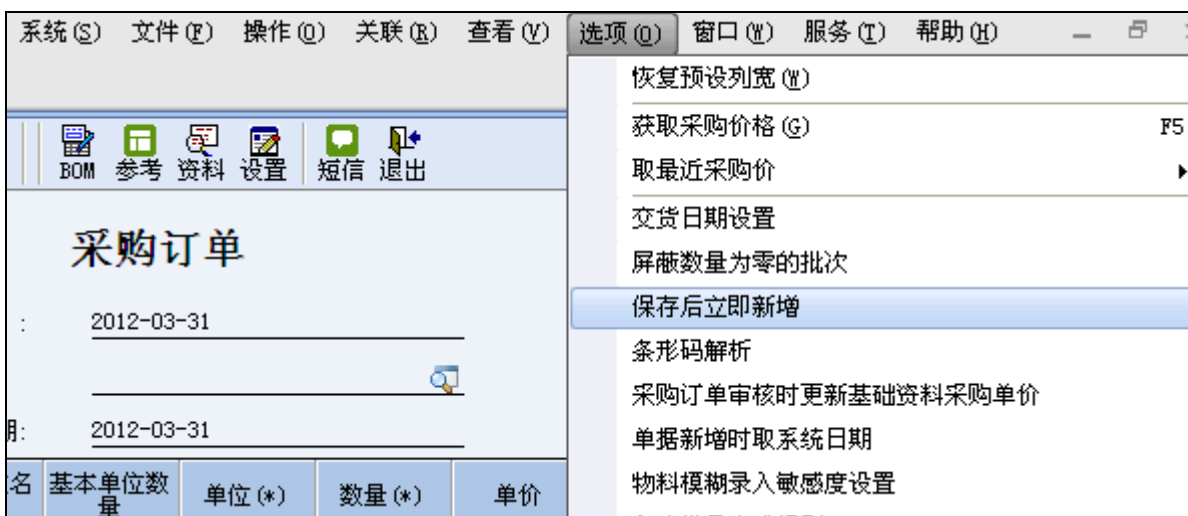 系统(S) 文件(F) 操作(O) 关联(R) 查看(V) 选项(O) 窗口(W) 服务(T) 帮助(H)
恢复预设列宽(W)
获取采购价格(G) F5
取最近采购价
交货日期设置
屏蔽数量为零的批次
保存后立即新增
条形码解析
采购订单审核时更新基础资料采购单价
单据新增时取系统日期
物料模糊录入敏感度设置
BOM 参考 资料 设置 短信 退出
采购订单
: 2012-03-31
期: 2012-03-31
名 基本单位数量 单位(*) 数量(*) 单价